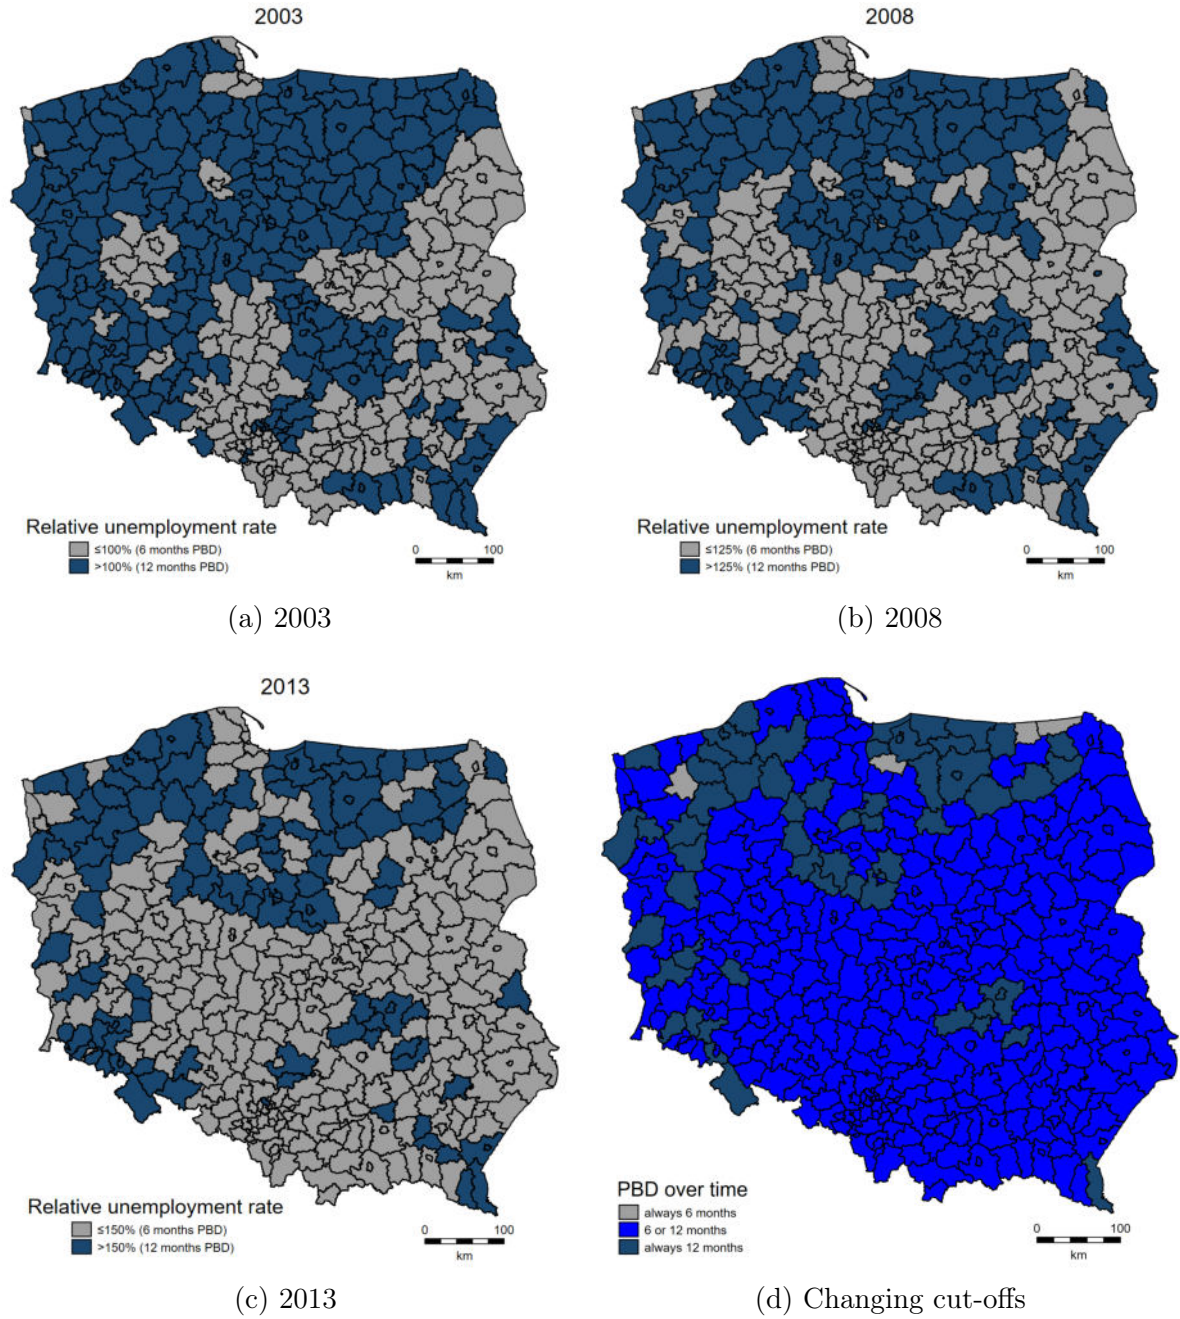 2003
2008
Relative unemployment rate
≤100% (6 months PBD)
>100% (12 months PBD)
0 100
km
Relative unemployment rate
≤125% (6 months PBD)
>125% (12 months PBD)
0 100
km
(a) 2003
(b) 2008
2013
Relative unemployment rate
≤150% (6 months PBD)
>150% (12 months PBD)
0 100
km
PBD over time
always 6 months
6 or 12 months
always 12 months
0 100
km
(c) 2013
(d) Changing cut-offs